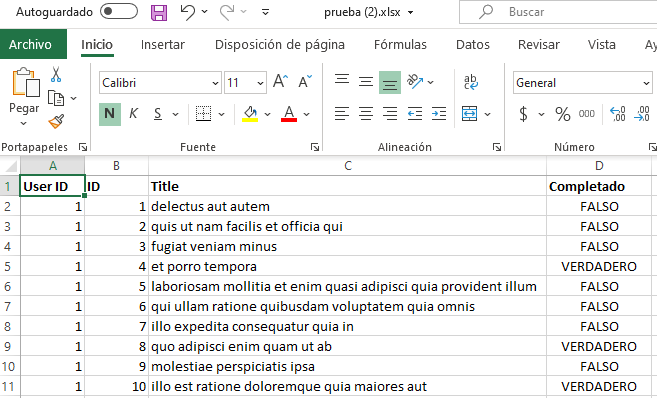 Autoguardado prueba (2).xlsx Buscar
Archivo Inicio Insertar Disposición de página Fórmulas Datos Revisar Vista Ay
Pegar Calibri 11 A A ab c General
N K S A $ % 000
Portapapeles Fuente Alineación Número
A B C D
1 User ID ID Title Completado
2 1 1 delectus aut autem FALSO
3 1 2 quis ut nam facilis et officia qui FALSO
4 1 3 fugiat veniam minus FALSO
5 1 4 et porro tempora VERDADERO
6 1 5 laboriosam mollitia et enim quasi adipisci quia provident illum FALSO
7 1 6 qui ullam ratione quibusdam voluptatem quia omnis FALSO
8 1 7 illo expedita consequatur quia in FALSO
9 1 8 quo adipisci enim quam ut ab VERDADERO
10 1 9 molestiae perspiciatis ipsa FALSO
11 1 10 illo est ratione doloremque quia maiores aut VERDADERO